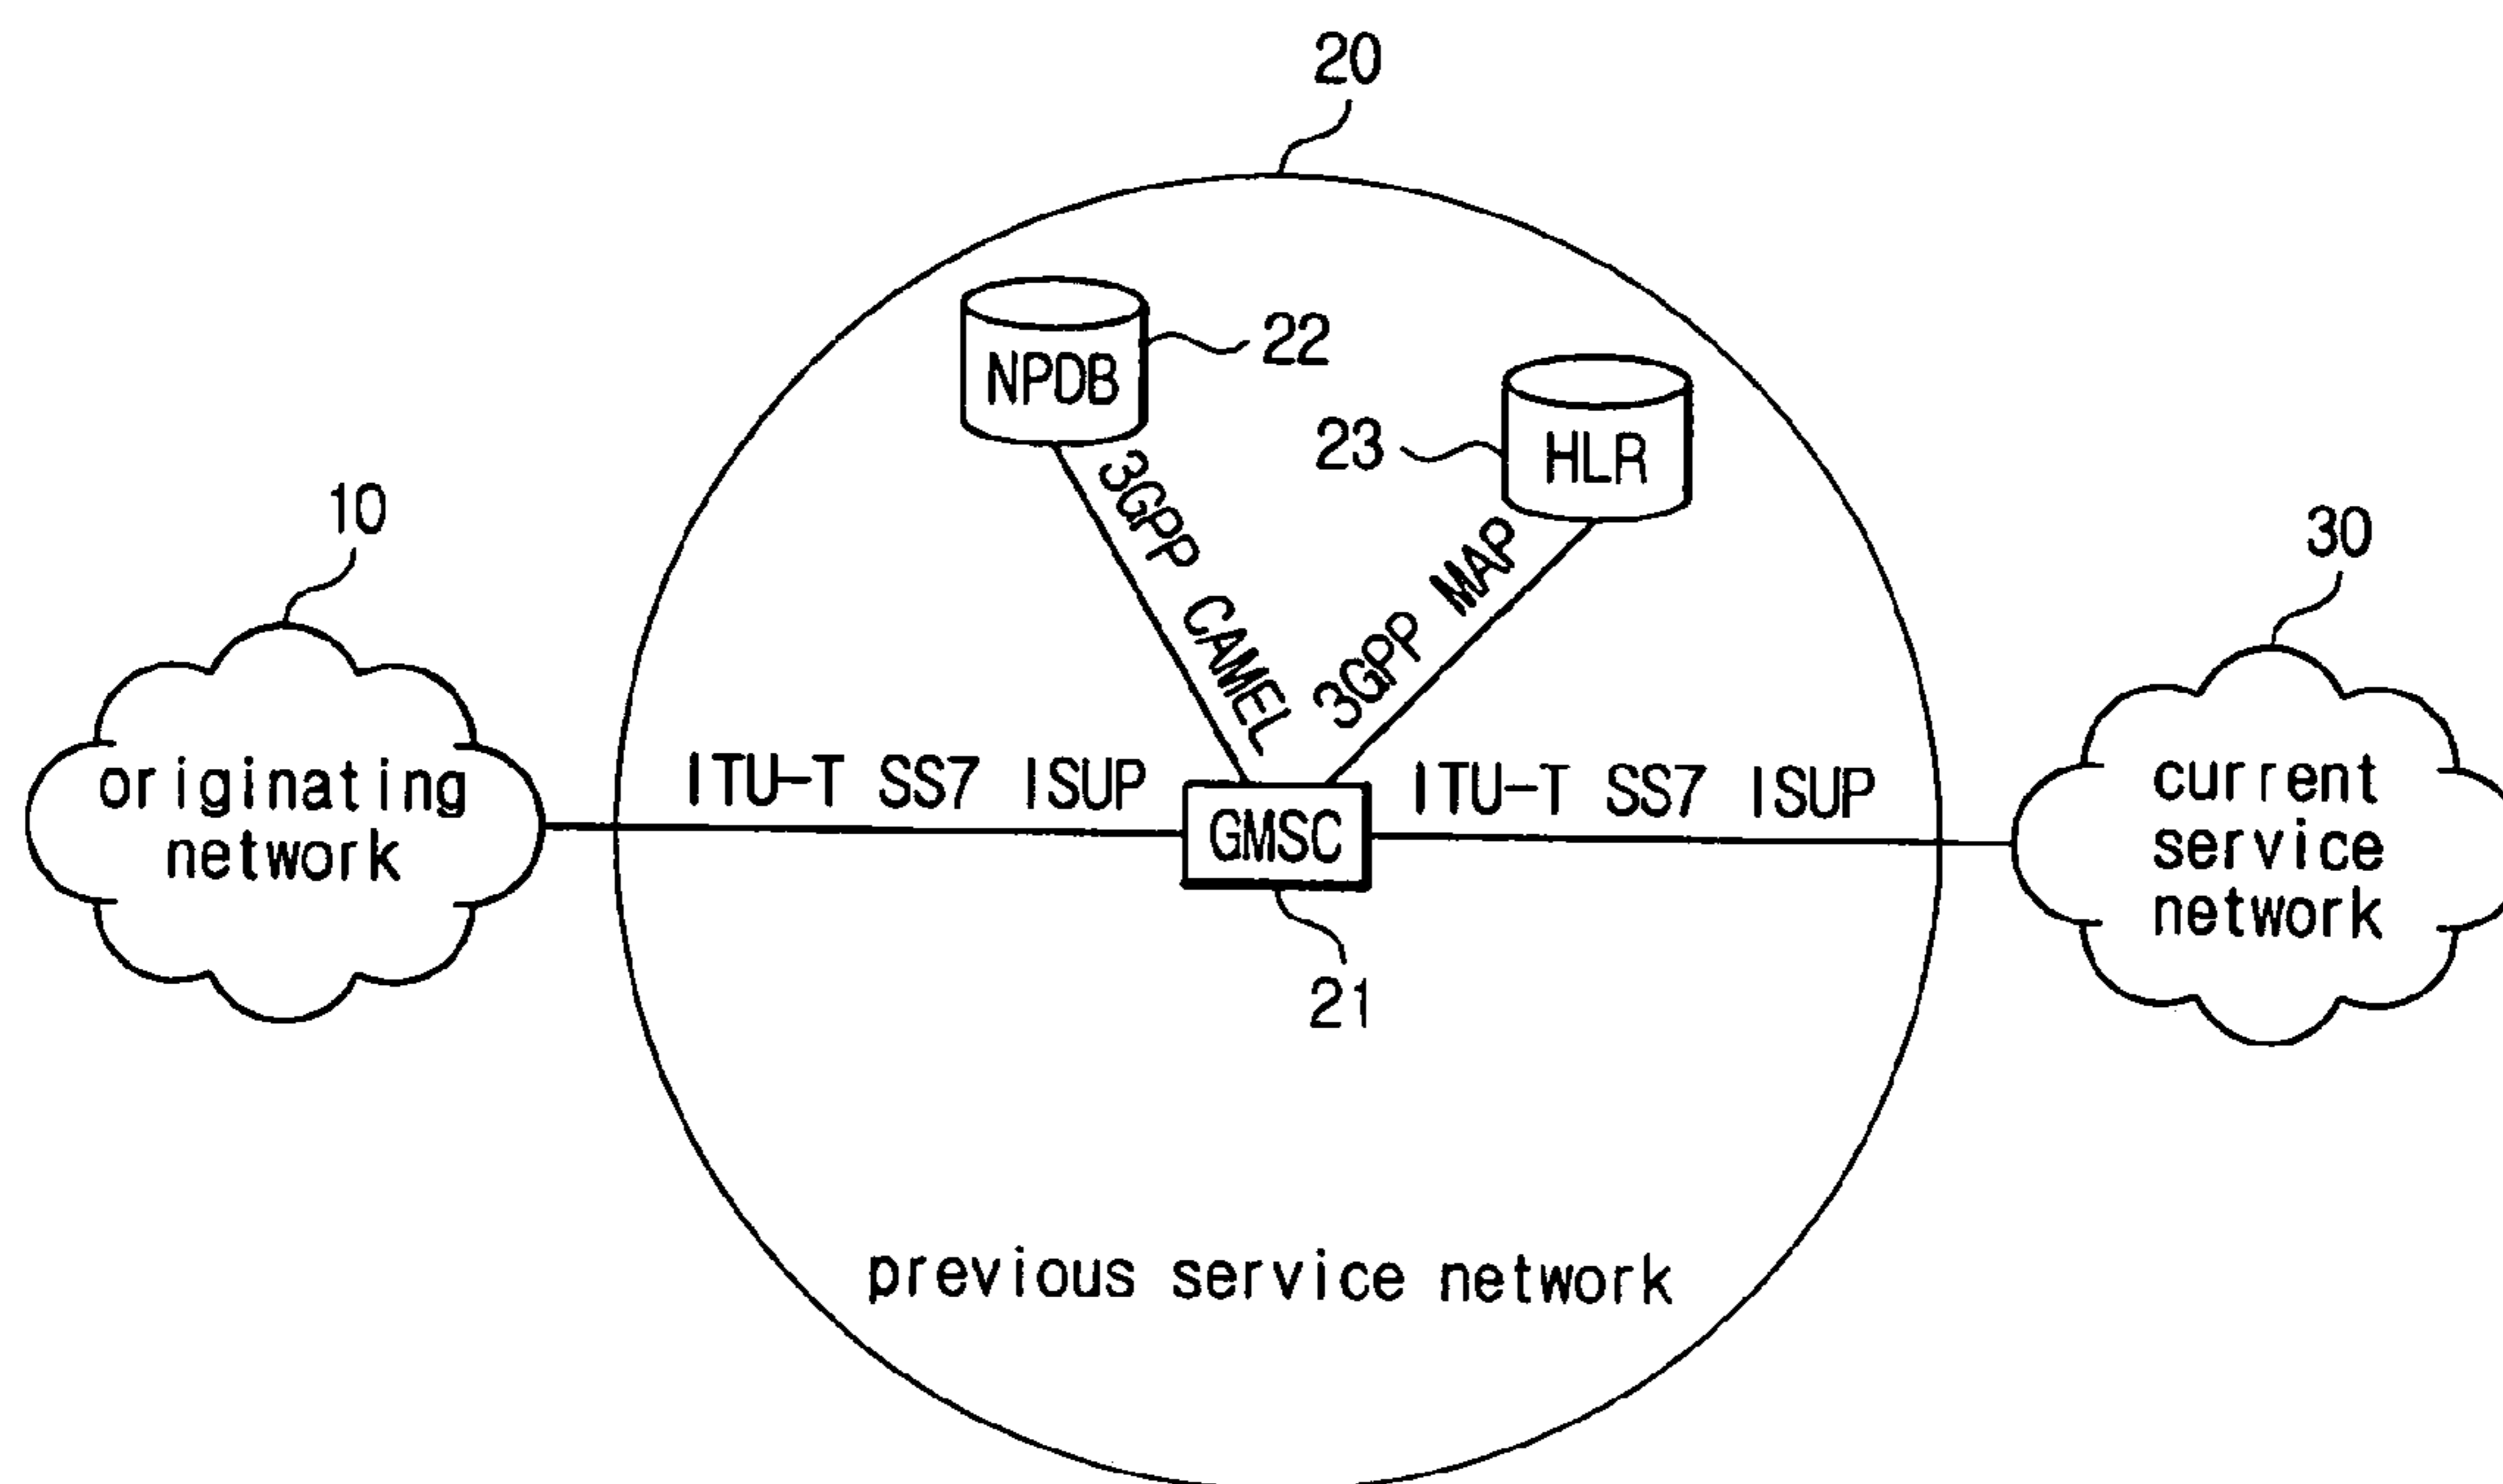 20
NPDB
22
HLR
23
3GPP CAMEL
3GPP MAP
10
30
originating
network
ITU-T SS7 ISUP
GMSC
ITU-T SS7 ISUP
current
service
network
21
previous service network